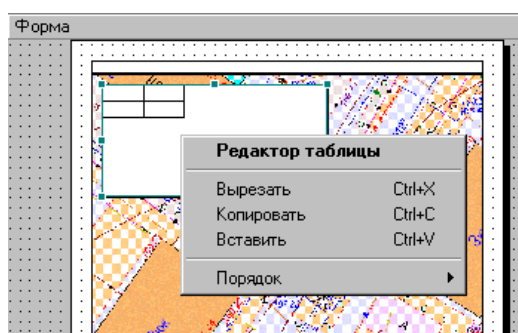 Форма
Редактор таблицы
Вырезать Ctrl+X
Копировать Ctrl+C
Вставить Ctrl+V
Порядок